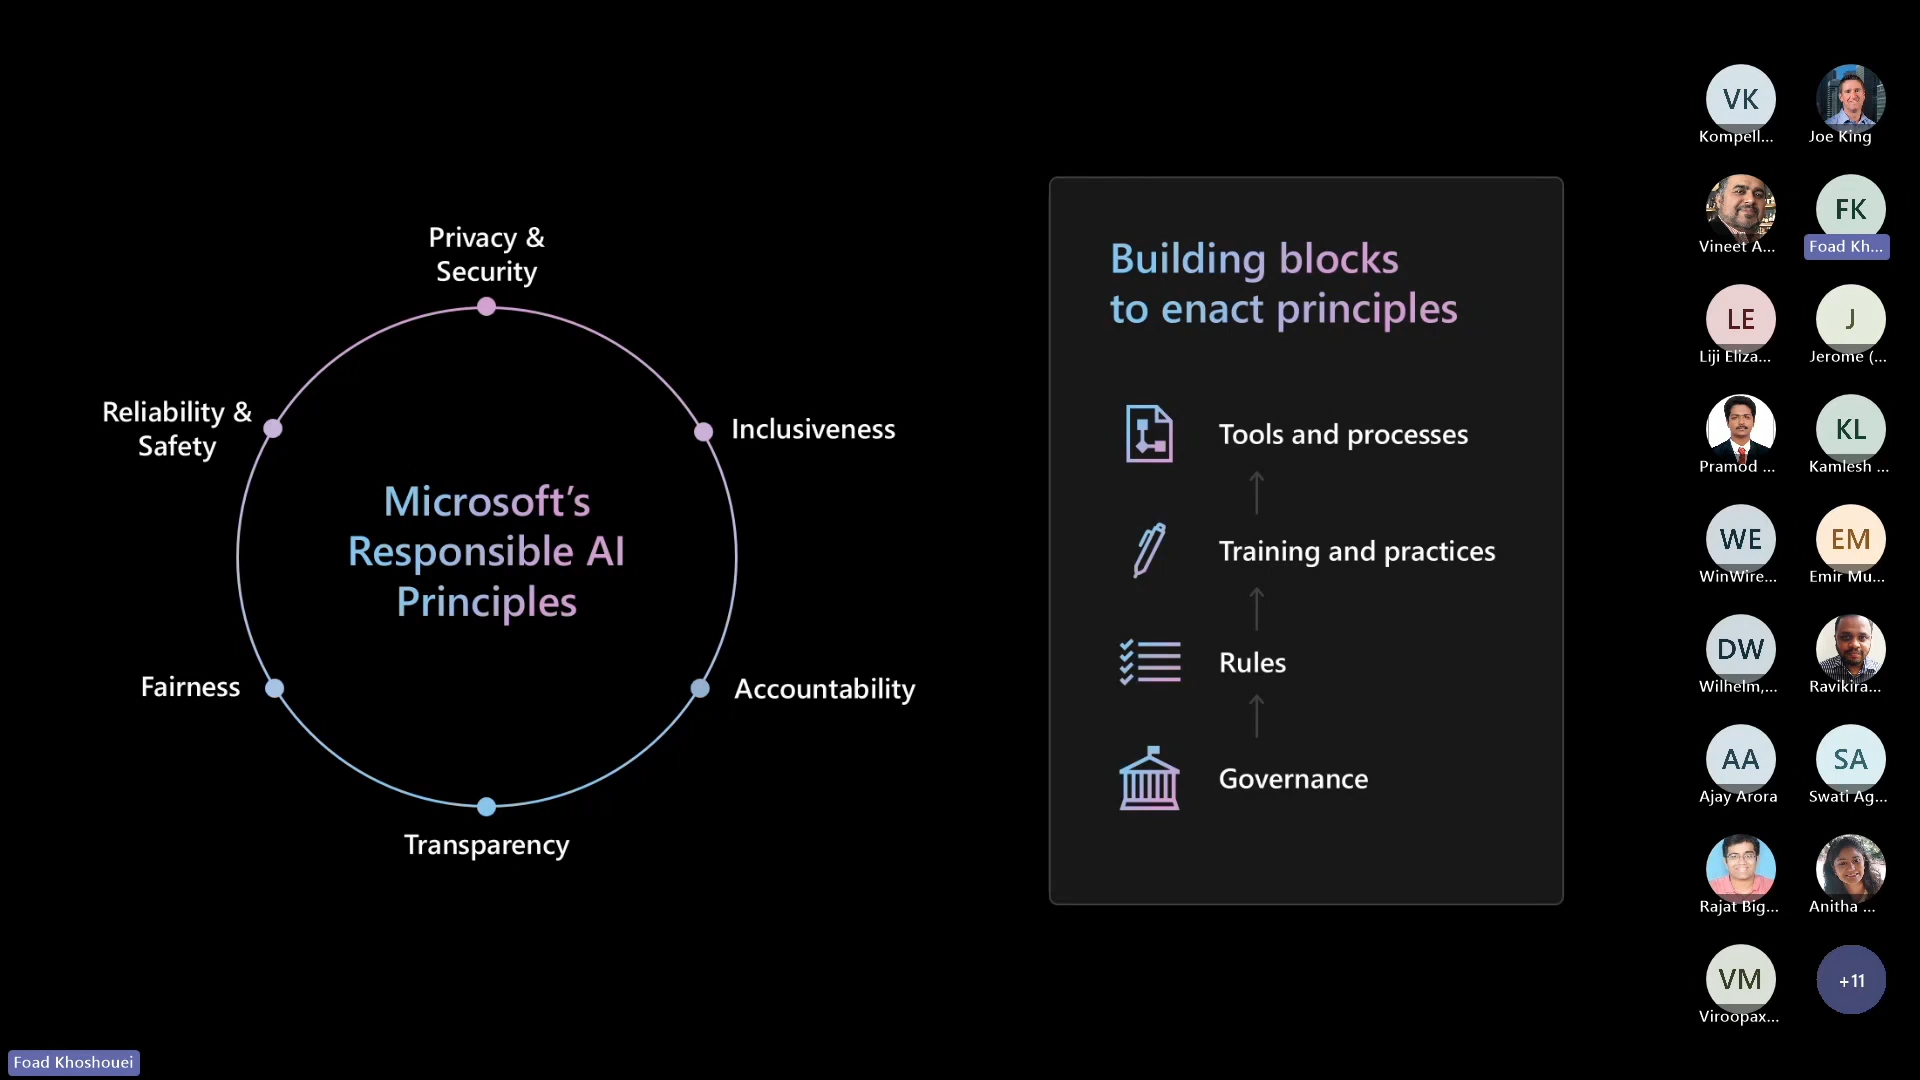 Privacy &
Security
Reliability &
Safety
Inclusiveness
Microsoft's
Responsible AI
Principles
Fairness
Accountability
Transparency
Building blocks
to enact principles
Tools and processes
Training and practices
Rules
Governance
VK
Kompell...
Joe King
Vineet A...
FK
Foad Kh...
LE
Liji Eliza...
J
Jerome (...
Pramod ...
KL
Kamlesh ...
WE
WinWire...
EM
Emir Mu...
DW
Wilhelm,...
Ravikira...
AA
Ajay Arora
SA
Swati Ag...
Rajat Big...
Anitha ...
VM
Viroopax...
+11
Foad Khoshouei